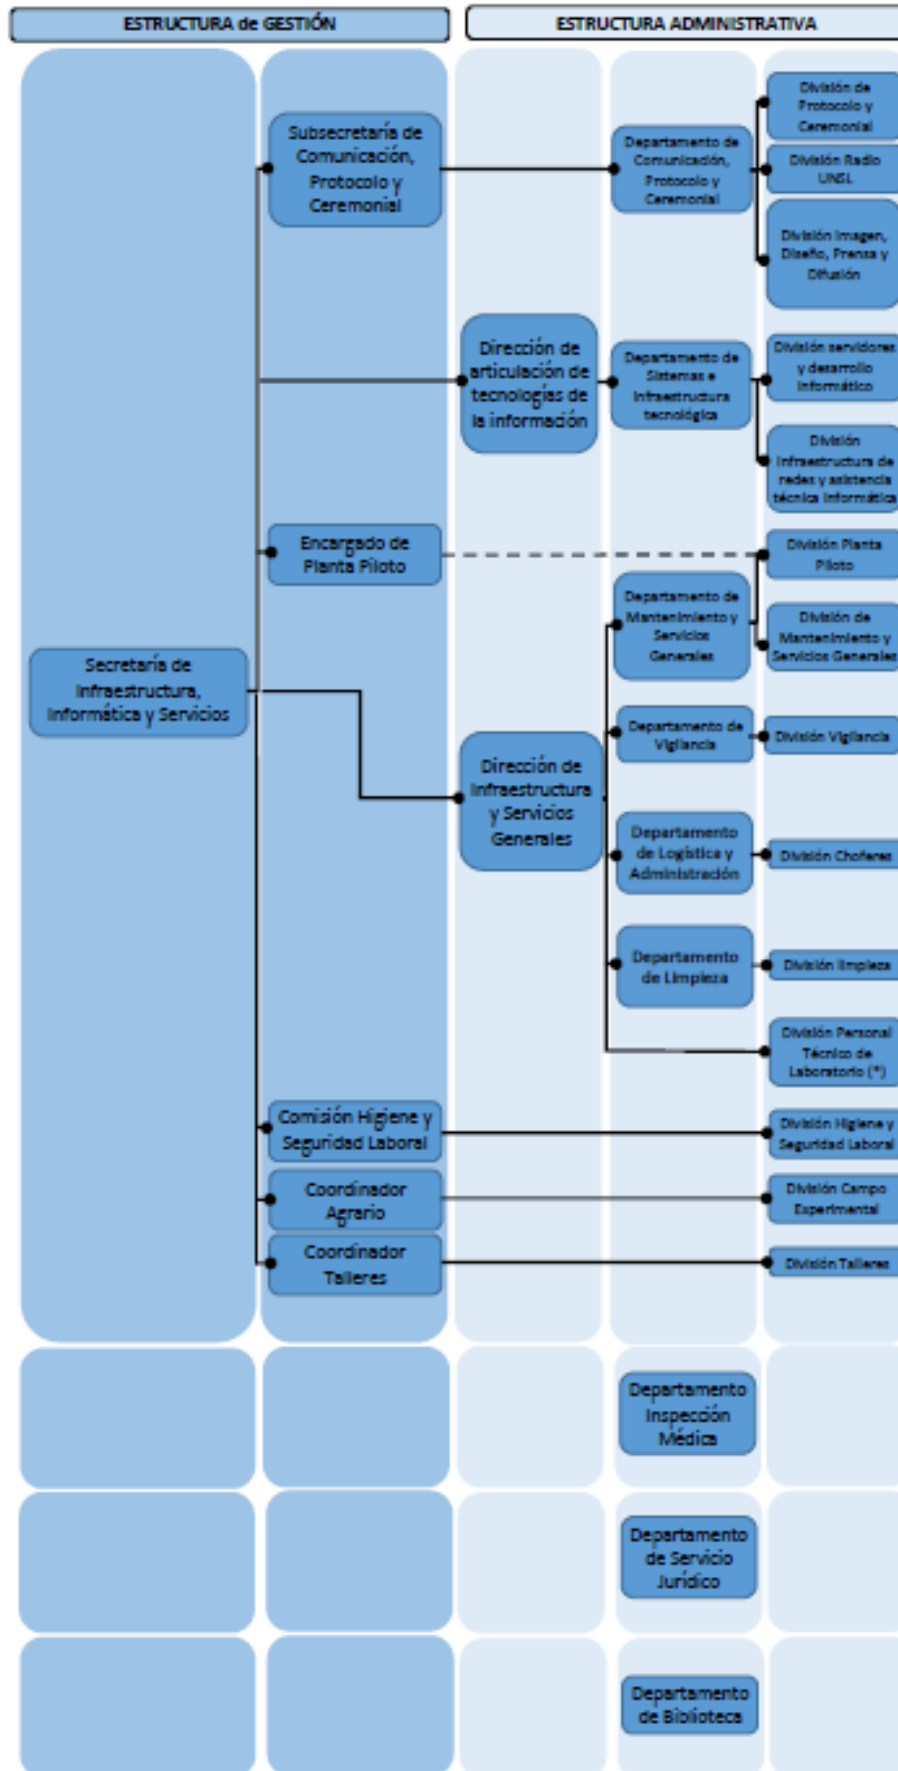 ESTRUCTURA de GESTIÓN
ESTRUCTURA ADMINISTRATIVA
Subsecretaría de
Comunicación,
Protocolo y
Ceremonial
Departamento de
Comunicación,
Protocolo y
Ceremonial
División de
Protocolo y
Ceremonial
División Radio
UNSL
División Imagen,
Diseño, Prensa y
Difusión
Dirección de
articulación de
tecnologías de
la información
Departamento de
Sistemas e
Infraestructura
tecnológica
División servidores
y desarrollo
Informático
División
Infraestructura de
redes y asistencia
técnica Informática
Encargado de
Planta Piloto
División Planta
Piloto
Departamento de
Mantenimiento y
Servicios
Generales
División de
Mantenimiento y
Servicios Generales
Secretaría de
Infraestructura,
Informática y Servicios
Dirección de
Infraestructura
y Servicios
Generales
Departamento de
Vigilancia
División Vigilancia
Departamento
de Logística y
Administración
División Choferes
Departamento
de Limpieza
División limpieza
División Personal
Técnico de
Laboratorio (*)
Comisión Higiene y
Seguridad Laboral
División Higiene y
Seguridad Laboral
Coordinador
Agrario
División Campo
Experimental
Coordinador
Talleres
División Talleres
Departamento
Inspección
Médica
Departamento
de Servicio
Jurídico
Departamento
de Biblioteca